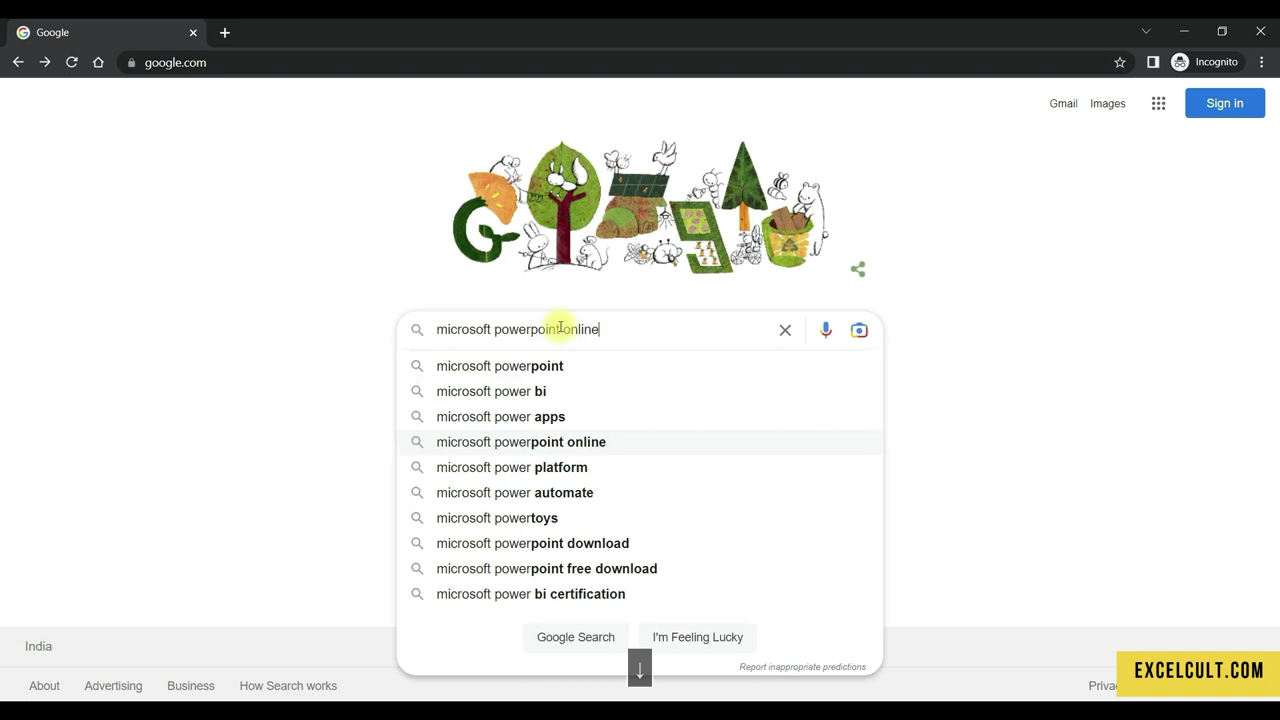 Google
google.com
Incognito
Gmail Images
Sign in
microsoft powerpoint online
microsoft powerpoint
microsoft power bi
microsoft power apps
microsoft powerpoint online
microsoft power platform
microsoft power automate
microsoft powertoys
microsoft powerpoint download
microsoft powerpoint free download
microsoft power bi certification
Google Search I'm Feeling Lucky
Report inappropriate predictions
India
About Advertising Business How Search works
EXCELCULT.COM